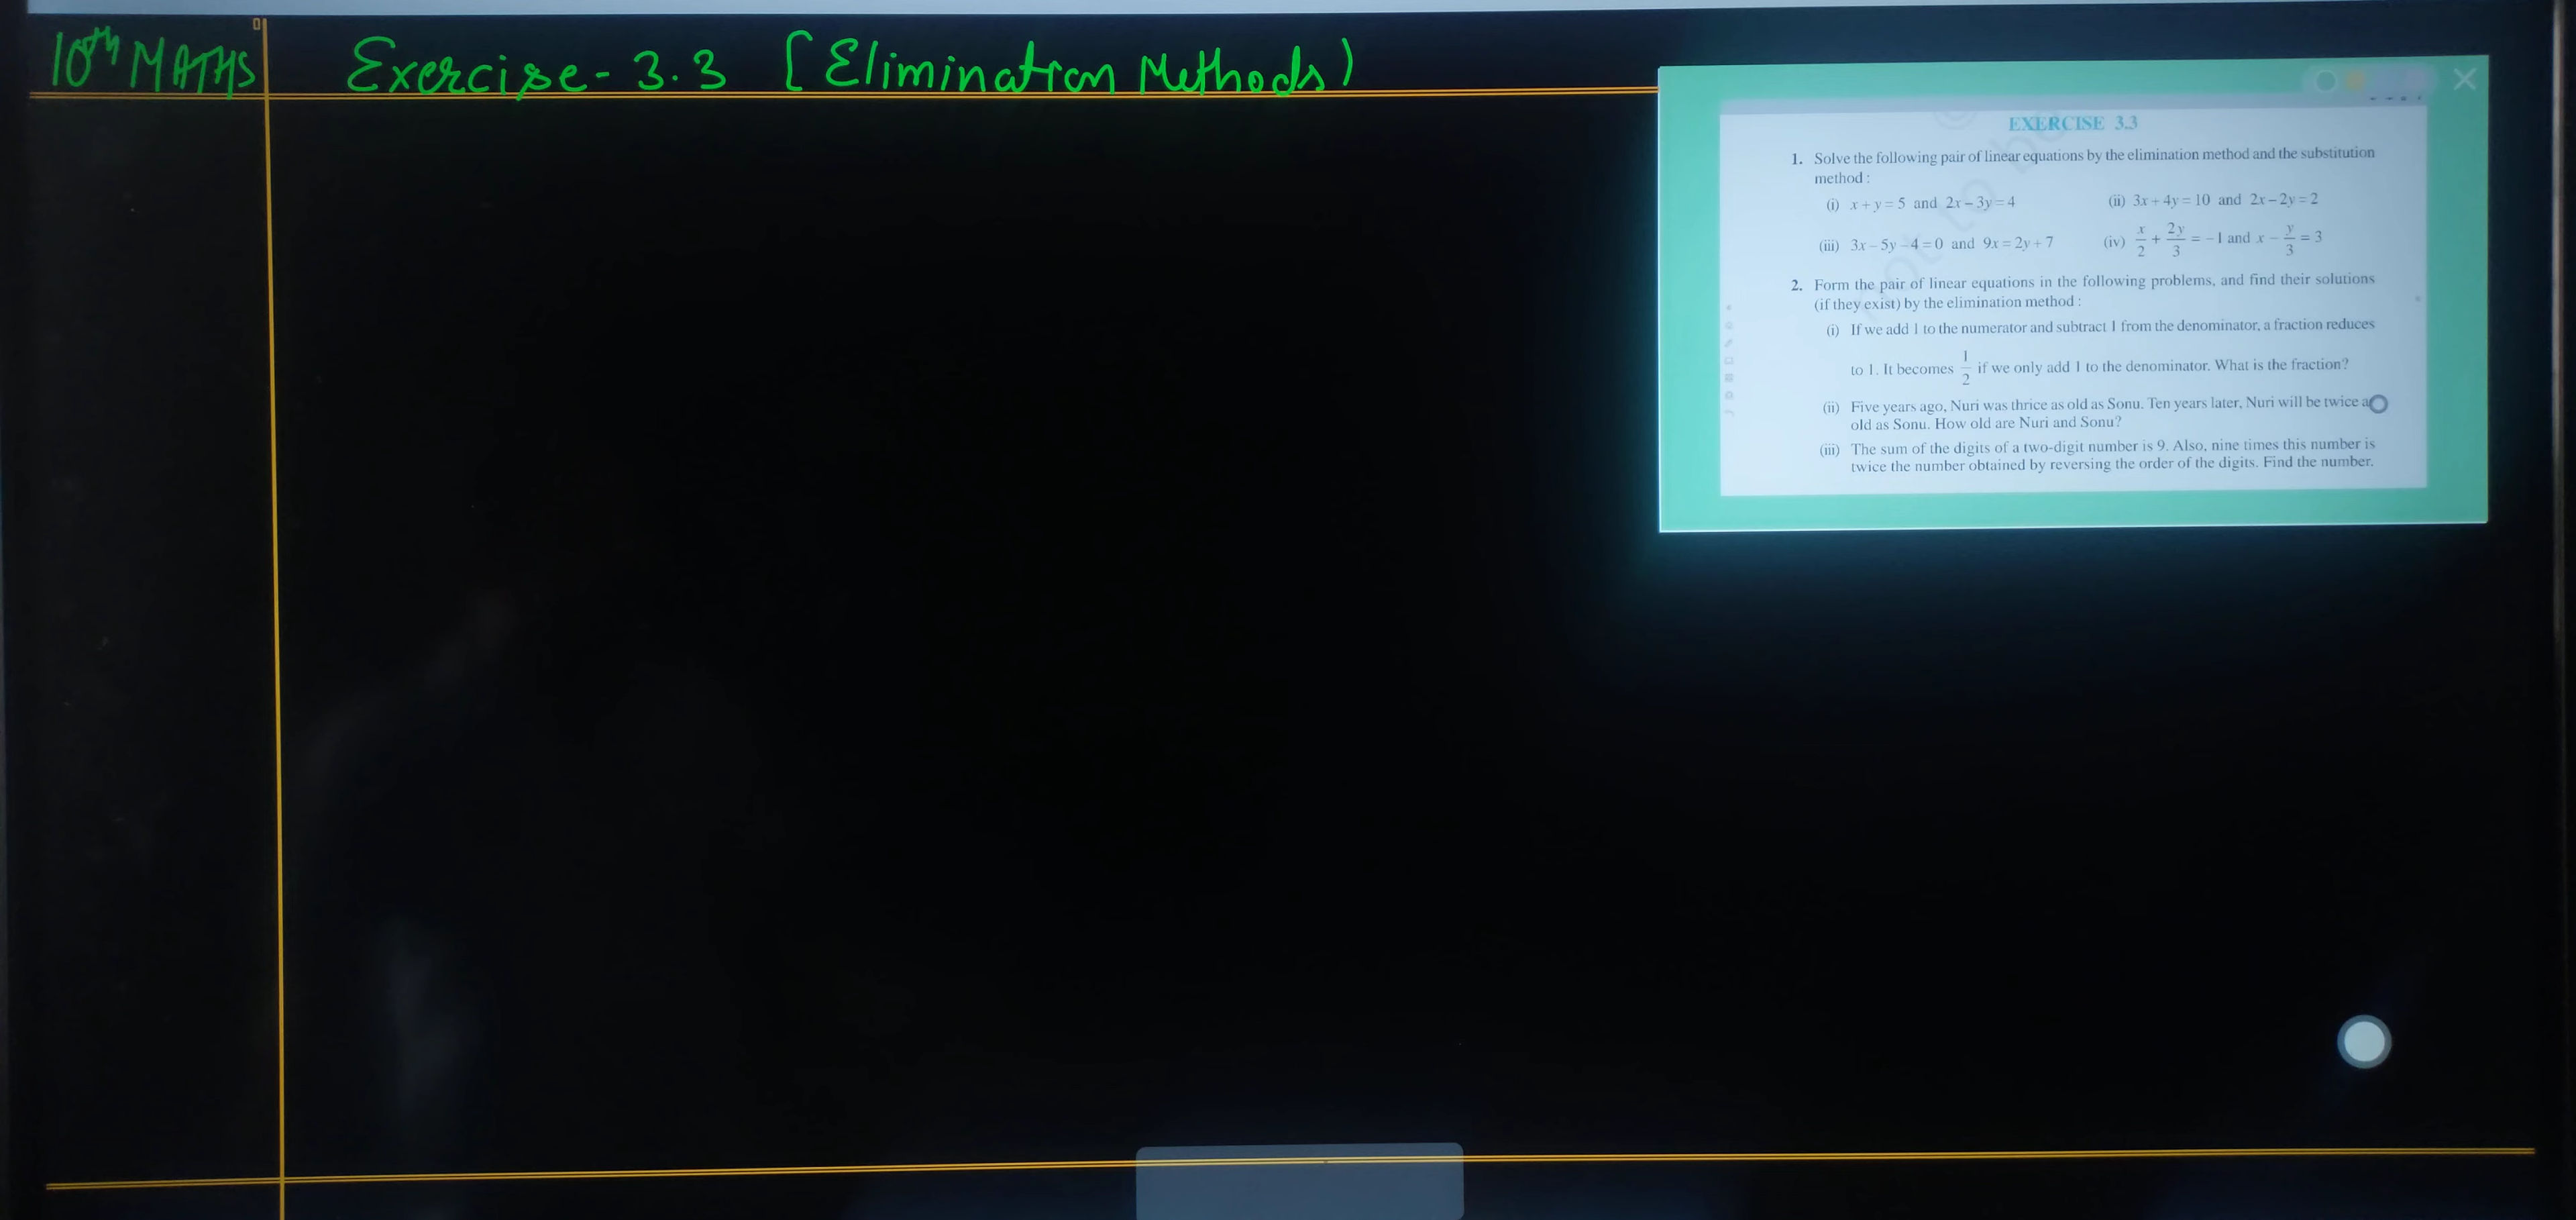 10th MATHS
Exercise - 3.3 [Elimination Methods)
EXERCISE 3.3
1. Solve the following pair of linear equations by the elimination method and the substitution
method :
(i) x + y = 5 and 2x – 3y = 4 (ii) 3x + 4y = 10 and 2x – 2y = 2
(iii) 3x – 5y – 4 = 0 and 9x = 2y + 7 (iv) x/2 + 2y/3 = –1 and x – y/3 = 3
2. Form the pair of linear equations in the following problems, and find their solutions
(if they exist) by the elimination method :
(i) If we add 1 to the numerator and subtract 1 from the denominator, a fraction reduces
to 1. It becomes 1/2 if we only add 1 to the denominator. What is the fraction?
(ii) Five years ago, Nuri was thrice as old as Sonu. Ten years later, Nuri will be twice a
old as Sonu. How old are Nuri and Sonu?
(iii) The sum of the digits of a two-digit number is 9. Also, nine times this number is
twice the number obtained by reversing the order of the digits. Find the number.